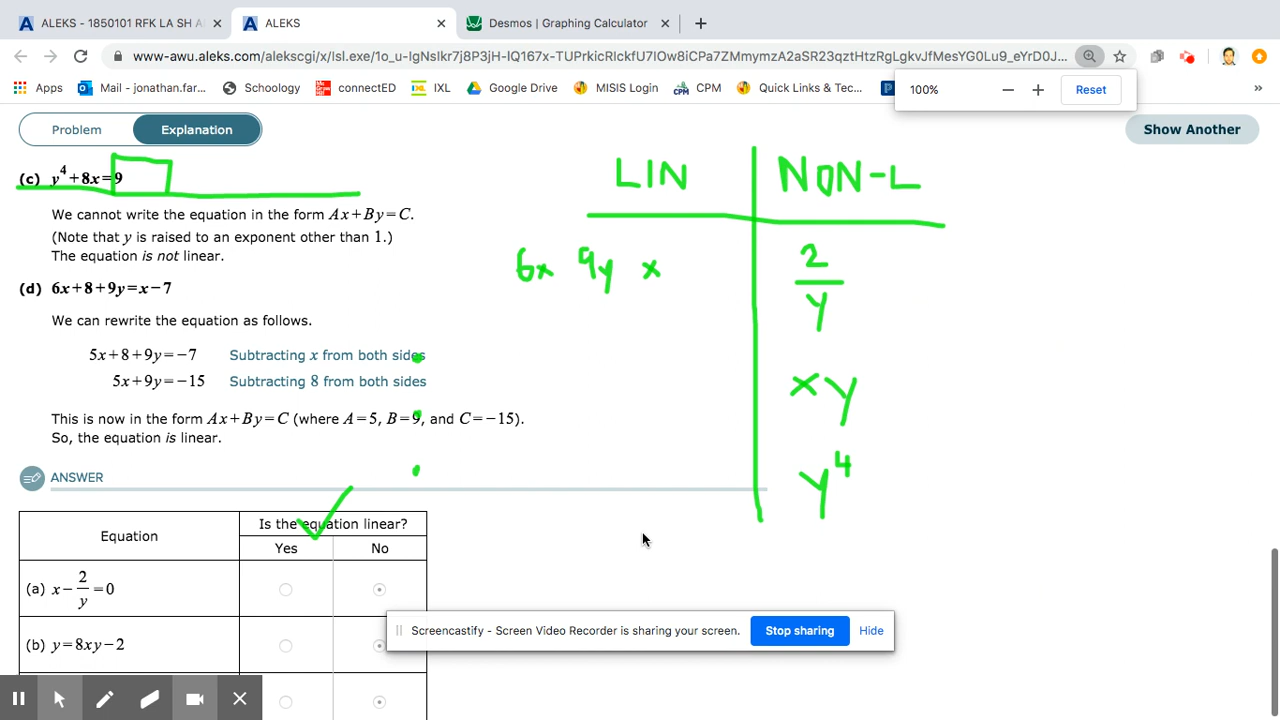 ALEKS - 1850101 RFK LA SH A
ALEKS
Desmos | Graphing Calculator
www-awu.aleks.com/alekscgi/x/Isl.exe/1o_u-IgNsIkr7j8P3jH-IQ167x-TUPrkicRIckfU7IOw8iCPa7ZMmymzA2aSR23qztHtzRgLgkvJfMesYG0Lu9_eYrD0J...
Apps
Mail - jonathan.rar...
Schoology
connectED
IXL
Google Drive
MISIS Login
CPM CPM
Quick Links & Tec...
P
»
100%
Reset
Problem
Explanation
Show Another
(c) y⁴+8x=9
We cannot write the equation in the form Ax+By=C.
(Note that y is raised to an exponent other than 1.)
The equation is not linear.
(d) 6x+8+9y=x−7
We can rewrite the equation as follows.
5x+8+9y=−7 Subtracting x from both sides
5x+9y=−15 Subtracting 8 from both sides
This is now in the form Ax+By=C (where A=5, B=9, and C=−15).
So, the equation is linear.
LIN
NON-L
6x 9y x
2
y
xy
y⁴
ANSWER
Equation
Is the equation linear?
Yes
No
(a) x−2/y=0
(b) y=8xy−2
Screencastify - Screen Video Recorder is sharing your screen.
Stop sharing
Hide